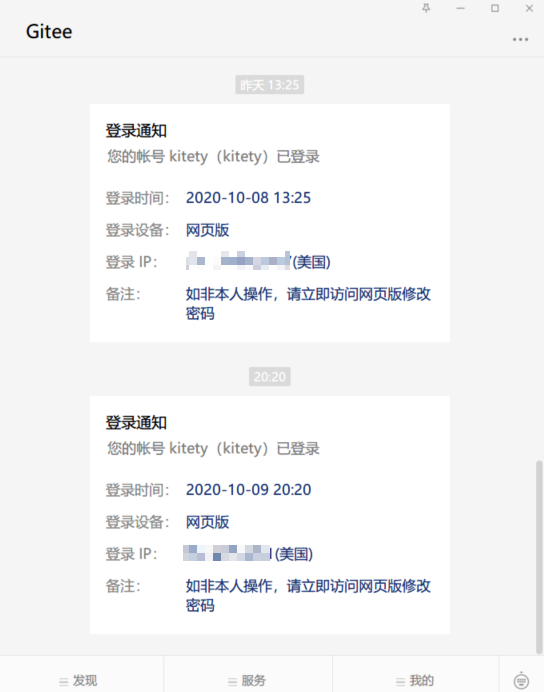 Gitee
昨天 13:25
登录通知
您的帐号 kitety（kitety）已登录
登录时间： 2020-10-08 13:25
登录设备： 网页版
登录 IP： (美国)
备注： 如非本人操作，请立即访问网页版修改
密码
20:20
登录通知
您的帐号 kitety（kitety）已登录
登录时间： 2020-10-09 20:20
登录设备： 网页版
登录 IP： (美国)
备注： 如非本人操作，请立即访问网页版修改
密码
发现 服务 我的